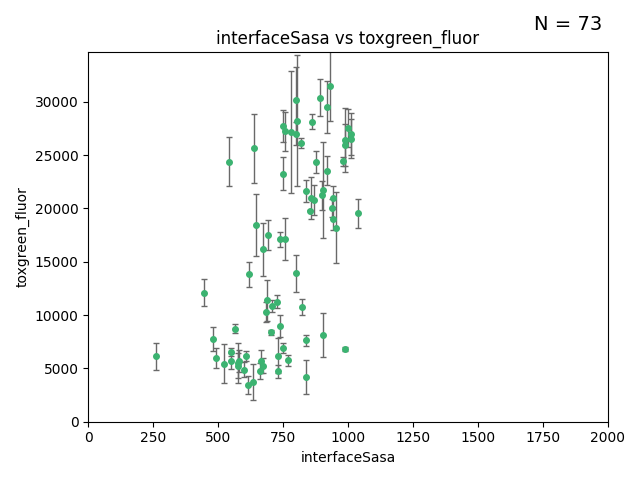 N = 73
interfaceSasa vs toxgreen_fluor
30000
25000
20000
15000
10000
5000
0
toxgreen_fluor
0 250 500 750 1000 1250 1500 1750 2000
interfaceSasa